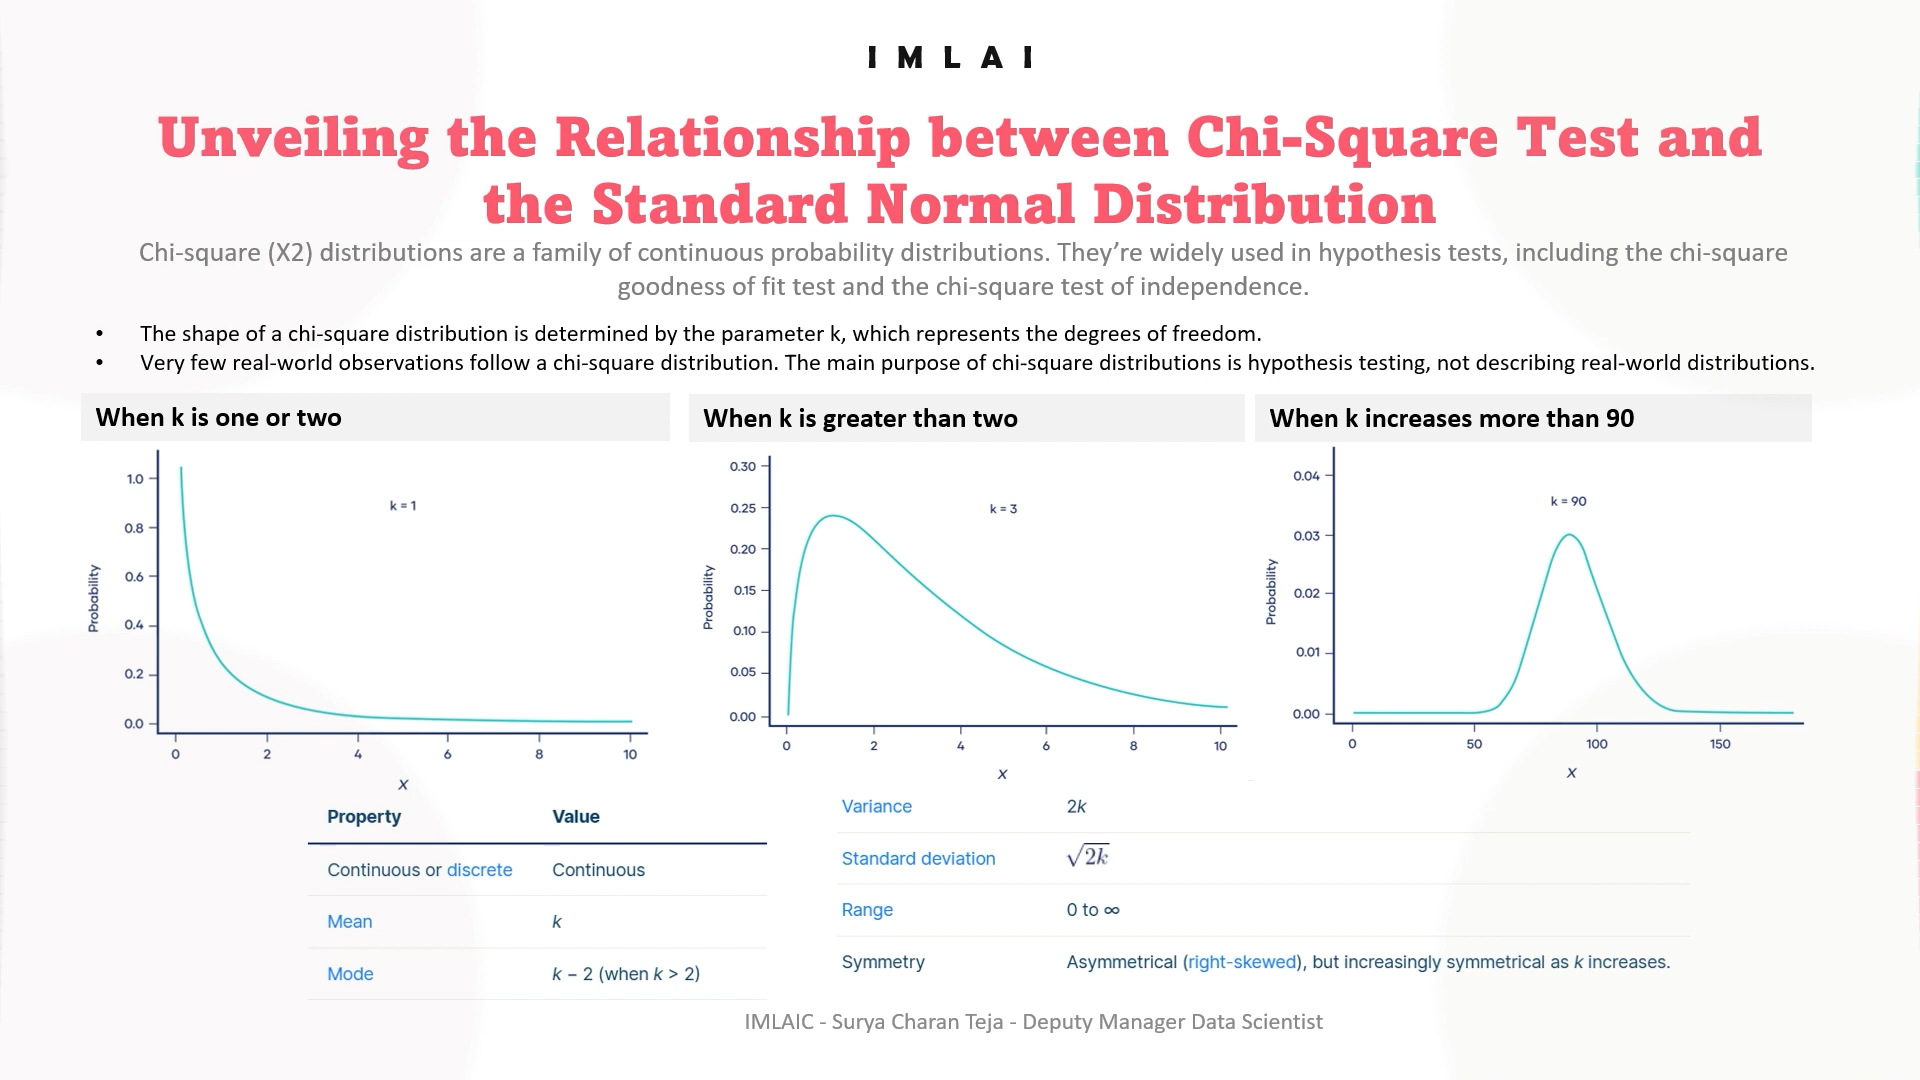 IMLAI
Unveiling the Relationship between Chi-Square Test and
the Standard Normal Distribution
Chi-square (X2) distributions are a family of continuous probability distributions. They're widely used in hypothesis tests, including the chi-square
goodness of fit test and the chi-square test of independence.
• The shape of a chi-square distribution is determined by the parameter k, which represents the degrees of freedom.
• Very few real-world observations follow a chi-square distribution. The main purpose of chi-square distributions is hypothesis testing, not describing real-world distributions.
When k is one or two
1.0
0.8
0.6
0.4
0.2
0.0
Probability
k = 1
0 2 4 6 8 10
X
When k is greater than two
0.30
0.25
0.20
0.15
0.10
0.05
0.00
Probability
k = 3
0 2 4 6 8 10
X
When k increases more than 90
0.04
0.03
0.02
0.01
0.00
Probability
k = 90
0 50 100 150
X
Property Value
Continuous or discrete Continuous
Mean k
Mode k – 2 (when k > 2)
Variance 2k
Standard deviation √2k
Range 0 to ∞
Symmetry Asymmetrical (right-skewed), but increasingly symmetrical as k increases.
IMLAIC - Surya Charan Teja - Deputy Manager Data Scientist